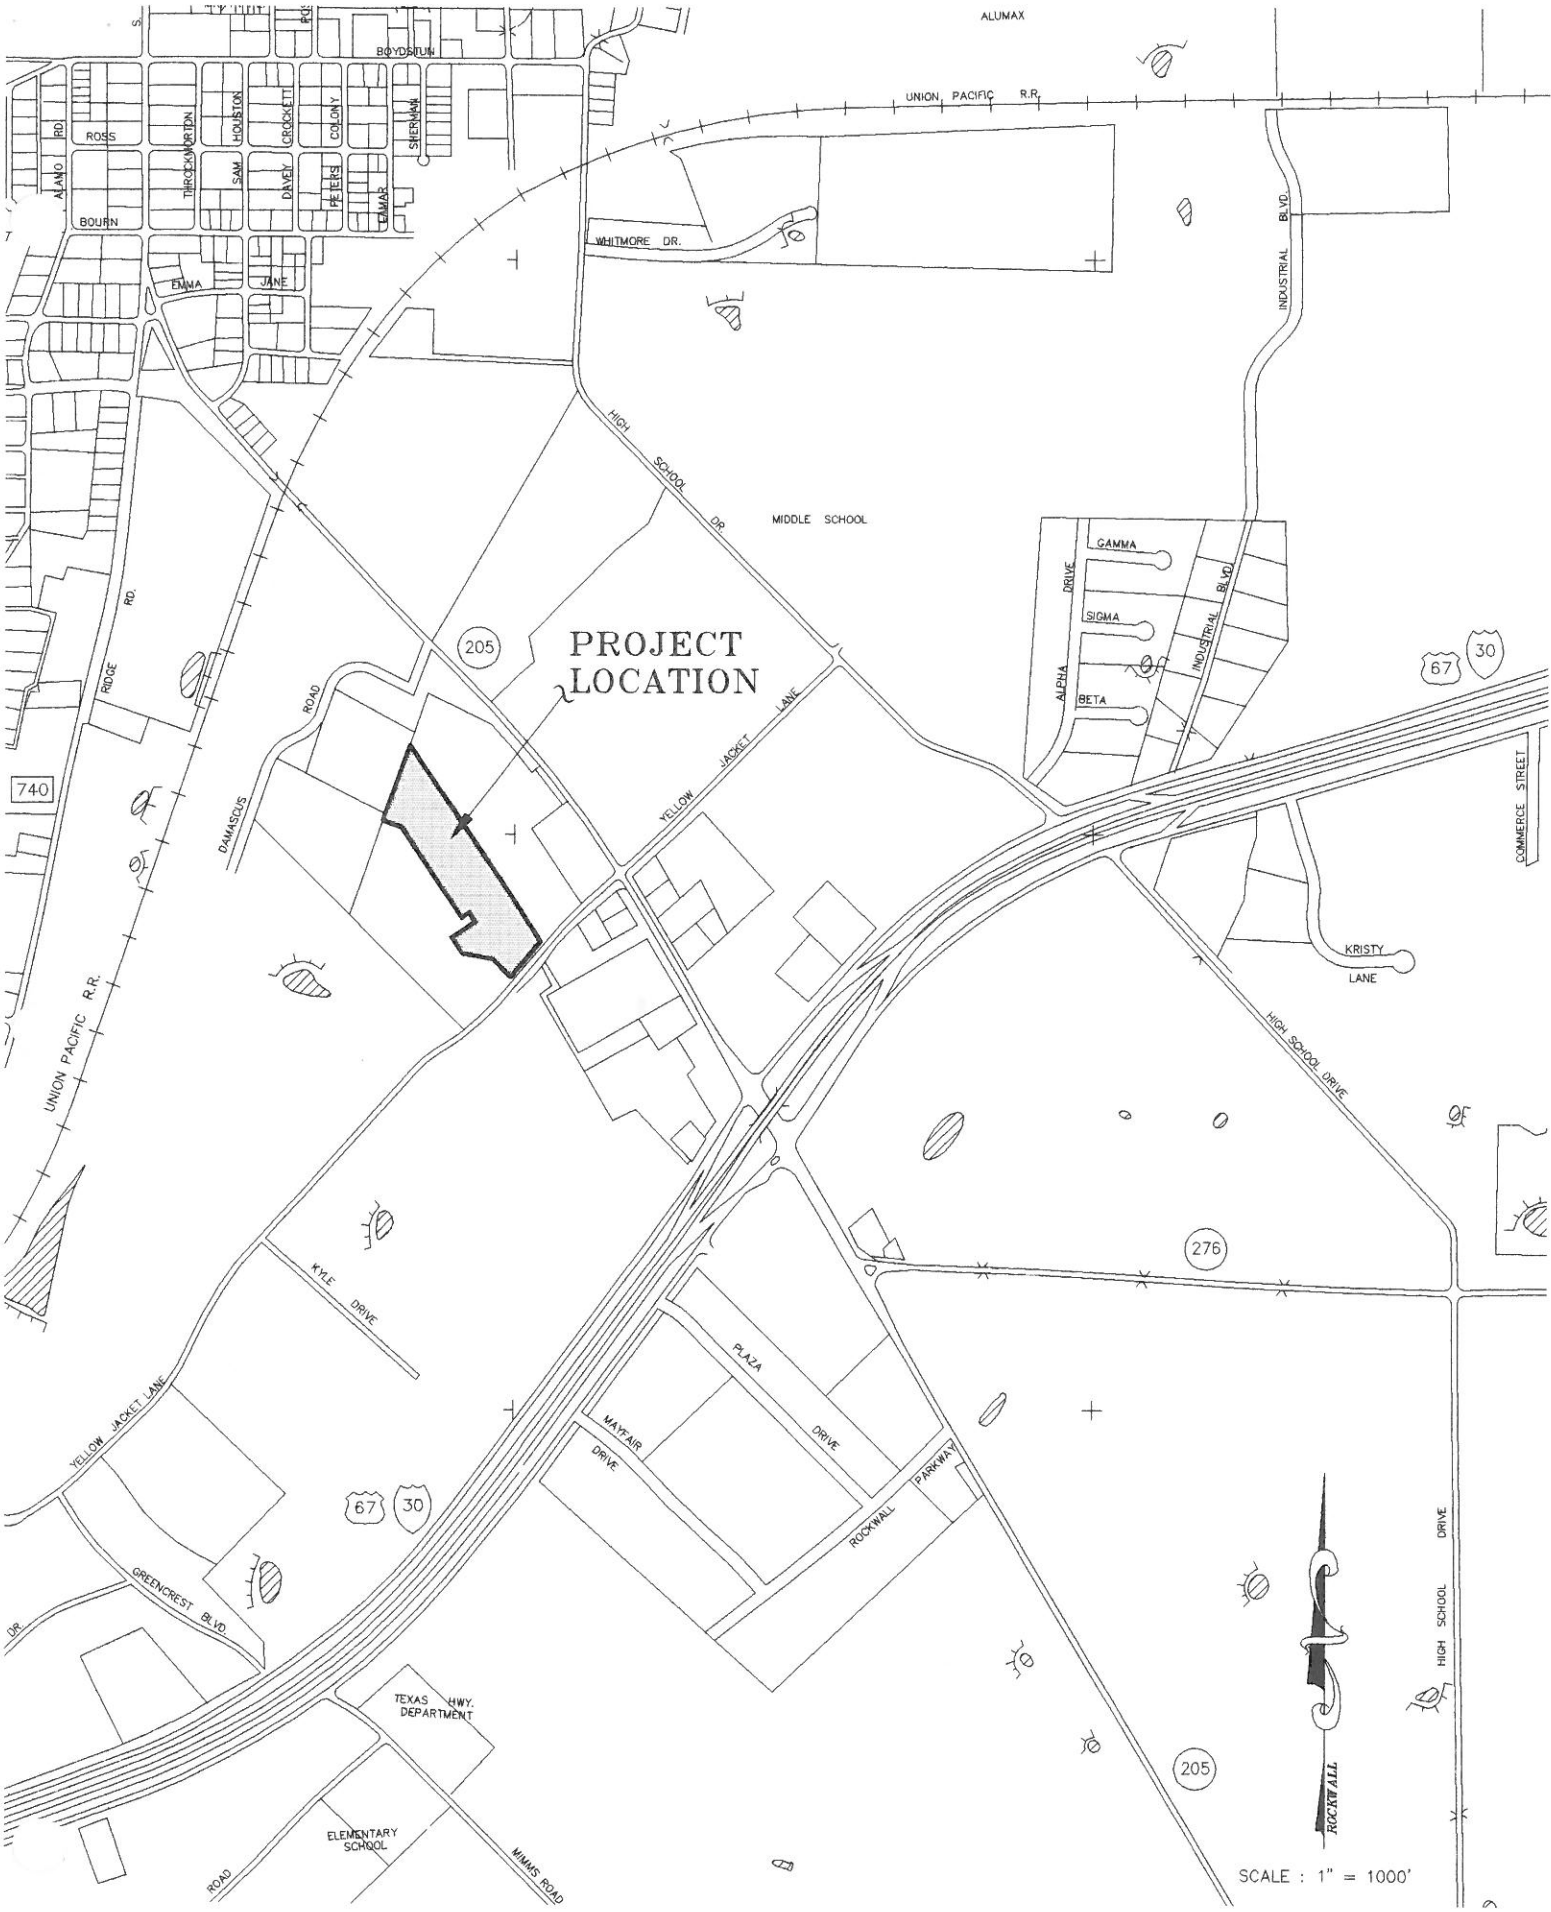 ALUMAX
S.
BOYDSTUN
UNION PACIFIC R.R.
ROSS
ALAMO RD.
THROCKMORTON
SAM HOUSTON
DAVEY CROCKETT
PETERS COLONY
LAMAR
SHERMAN
BOURN
WHITMORE DR.
INDUSTRIAL BLVD.
EMMA JANE
HIGH SCHOOL DR.
MIDDLE SCHOOL
GAMMA
ALPHA DRIVE
SIGMA
BETA
INDUSTRIAL BLVD
RIDGE RD.
205
PROJECT
LOCATION
67
30
DAMASCUS ROAD
YELLOW JACKET LANE
740
COMMERCE STREET
KRISTY
LANE
UNION PACIFIC R.R.
HIGH SCHOOL DRIVE
276
KYLE DRIVE
PLAZA DRIVE
MAYFAIR
DRIVE
YELLOW JACKET LANE
67
30
ROCKWALL PARKWAY
GREENCREST BLVD.
DR.
HIGH SCHOOL DRIVE
TEXAS HWY.
DEPARTMENT
205
ROCKWALL
ELEMENTARY
SCHOOL
ROAD
MIMMS ROAD
SCALE : 1" = 1000'